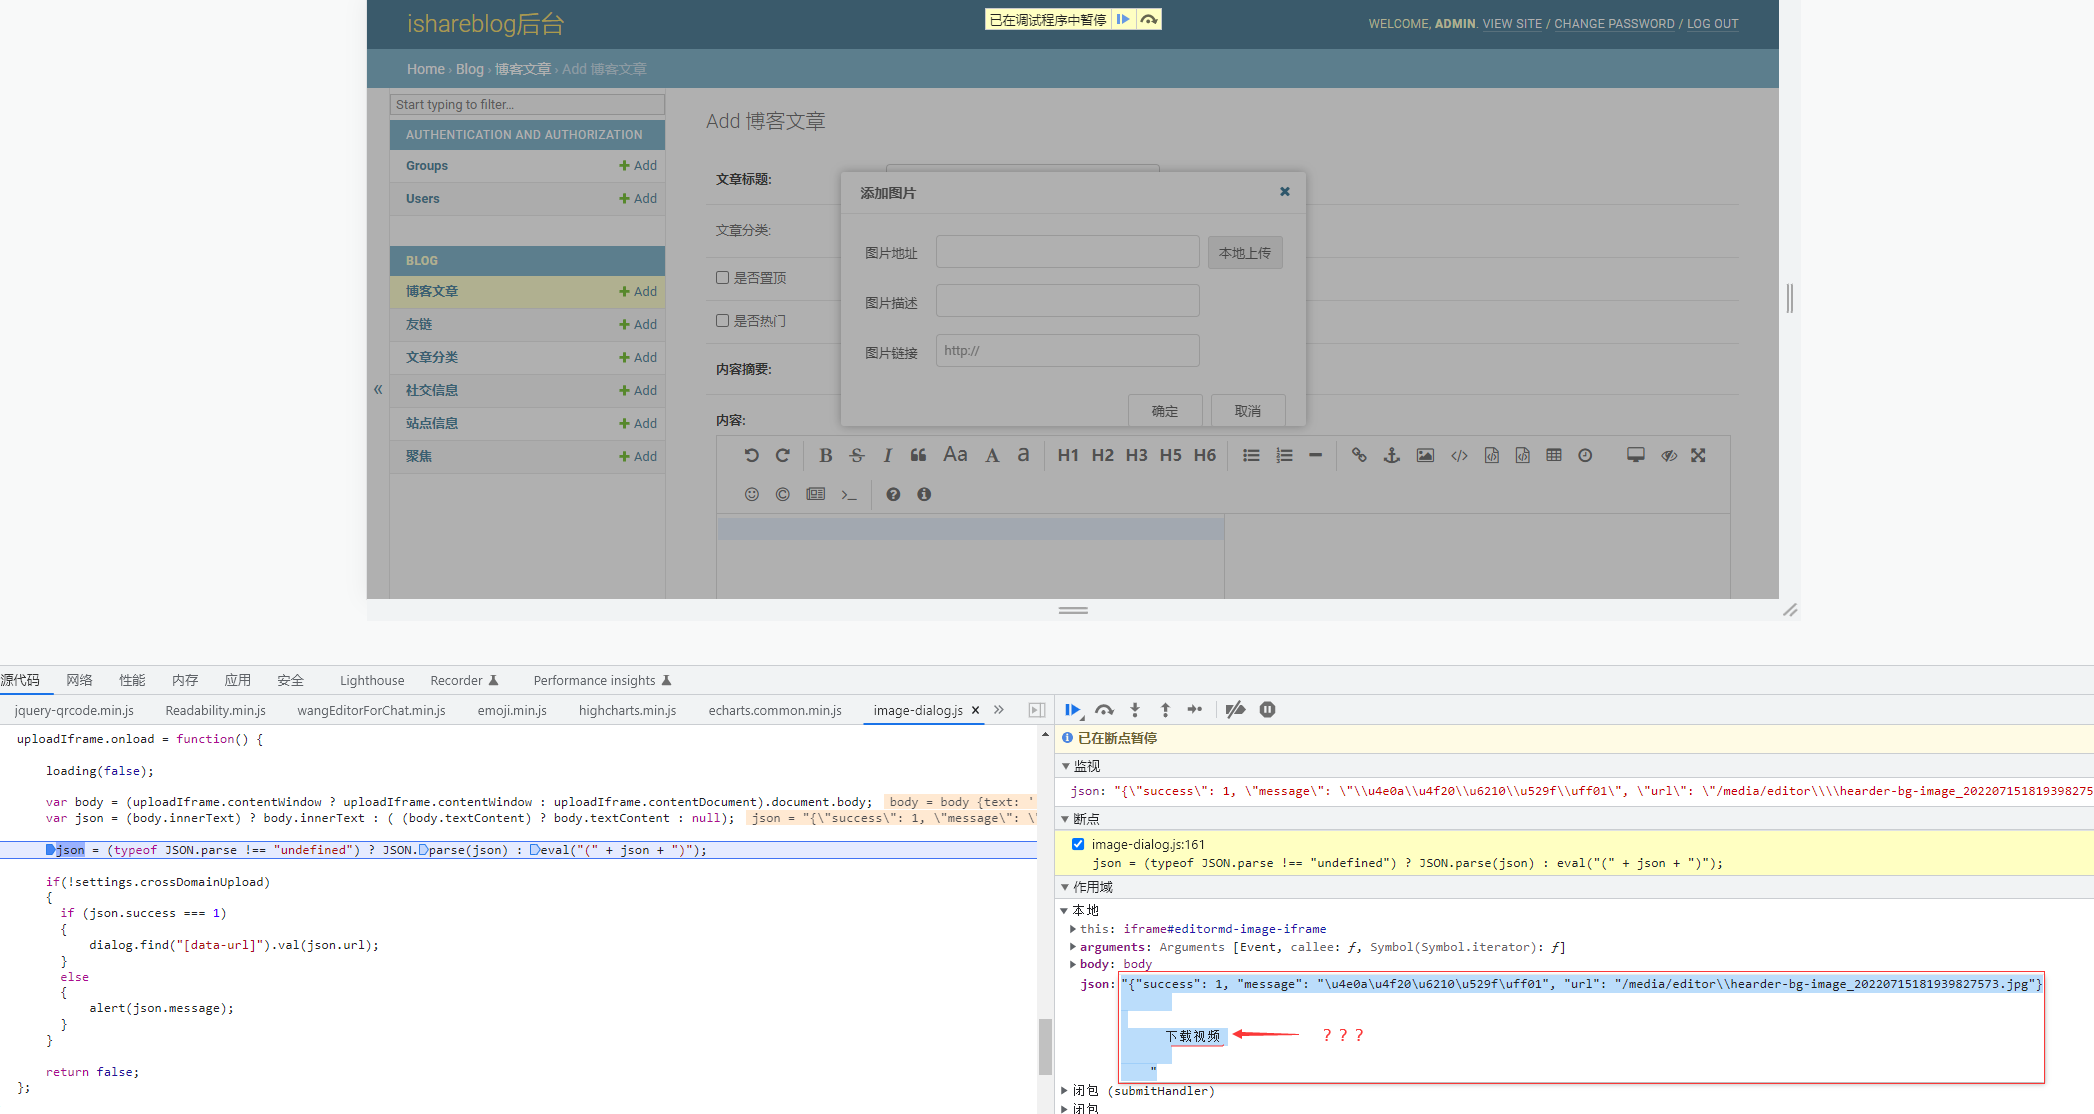 ishareblog后台
已在调试程序中暂停
WELCOME, ADMIN. VIEW SITE / CHANGE PASSWORD / LOG OUT
Home › Blog › 博客文章 › Add 博客文章
Start typing to filter…
AUTHENTICATION AND AUTHORIZATION
Groups Add
Users Add
BLOG
博客文章 Add
友链 Add
文章分类 Add
社交信息 Add
站点信息 Add
聚焦 Add
«
Add 博客文章
文章标题:
文章分类:
是否置顶
是否热门
内容摘要:
内容:
添加图片
图片地址 本地上传
图片描述
图片链接 http://
确定 取消
B S I Aa A a H1 H2 H3 H5 H6
源代码 网络 性能 内存 应用 安全 Lighthouse Recorder Performance insights
jquery-qrcode.min.js Readability.min.js wangEditorForChat.min.js emoji.min.js highcharts.min.js echarts.common.min.js image-dialog.js × »
uploadIframe.onload = function() {
loading(false);
var body = (uploadIframe.contentWindow ? uploadIframe.contentWindow : uploadIframe.contentDocument).document.body; body = body {text: '
var json = (body.innerText) ? body.innerText : ( (body.textContent) ? body.textContent : null); json = "{\"success\": 1, \"message\": \"
json = (typeof JSON.parse !== "undefined") ? JSON.parse(json) : eval("(" + json + ")");
if(!settings.crossDomainUpload)
{
if (json.success === 1)
{
dialog.find("[data-url]").val(json.url);
}
else
{
alert(json.message);
}
}
return false;
};
已在断点暂停
监视
json: "{\"success\": 1, \"message\": \"\\u4e0a\\u4f20\\u6210\\u529f\\uff01\", \"url\": \"/media/editor\\\\hearder-bg-image_202207151819398275
断点
image-dialog.js:161
json = (typeof JSON.parse !== "undefined") ? JSON.parse(json) : eval("(" + json + ")");
作用域
本地
this: iframe#editormd-image-iframe
arguments: Arguments [Event, callee: ƒ, Symbol(Symbol.iterator): ƒ]
body: body
json: "{"success": 1, "message": "\u4e0a\u4f20\u6210\u529f\uff01", "url": "/media/editor\\hearder-bg-image_20220715181939827573.jpg"}
下载视频 ？？？
"
闭包 (submitHandler)
闭包